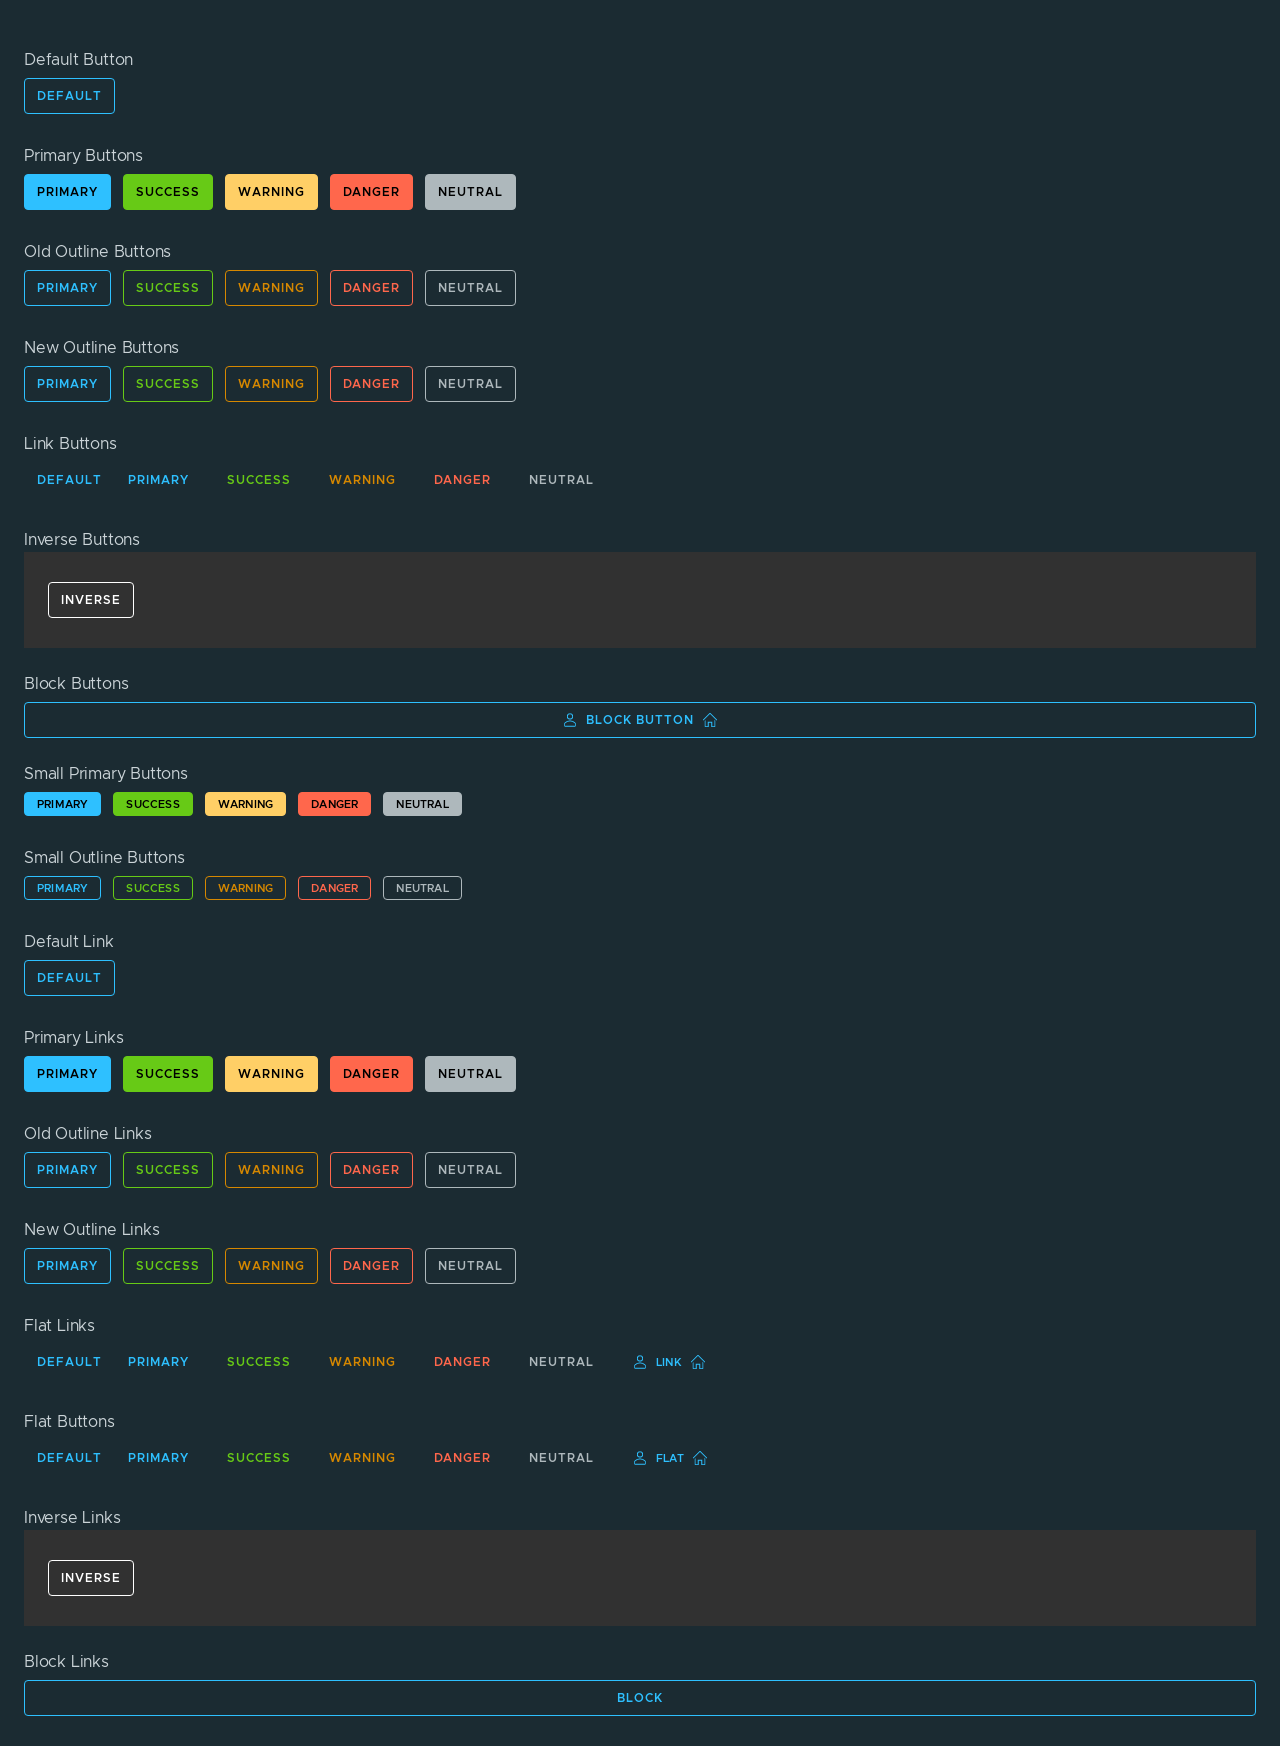 Default Button
DEFAULT
Primary Buttons
PRIMARY SUCCESS WARNING DANGER NEUTRAL
Old Outline Buttons
PRIMARY SUCCESS WARNING DANGER NEUTRAL
New Outline Buttons
PRIMARY SUCCESS WARNING DANGER NEUTRAL
Link Buttons
DEFAULT PRIMARY SUCCESS WARNING DANGER NEUTRAL
Inverse Buttons
INVERSE
Block Buttons
BLOCK BUTTON
Small Primary Buttons
PRIMARY SUCCESS WARNING DANGER NEUTRAL
Small Outline Buttons
PRIMARY SUCCESS WARNING DANGER NEUTRAL
Default Link
DEFAULT
Primary Links
PRIMARY SUCCESS WARNING DANGER NEUTRAL
Old Outline Links
PRIMARY SUCCESS WARNING DANGER NEUTRAL
New Outline Links
PRIMARY SUCCESS WARNING DANGER NEUTRAL
Flat Links
DEFAULT PRIMARY SUCCESS WARNING DANGER NEUTRAL LINK
Flat Buttons
DEFAULT PRIMARY SUCCESS WARNING DANGER NEUTRAL FLAT
Inverse Links
INVERSE
Block Links
BLOCK